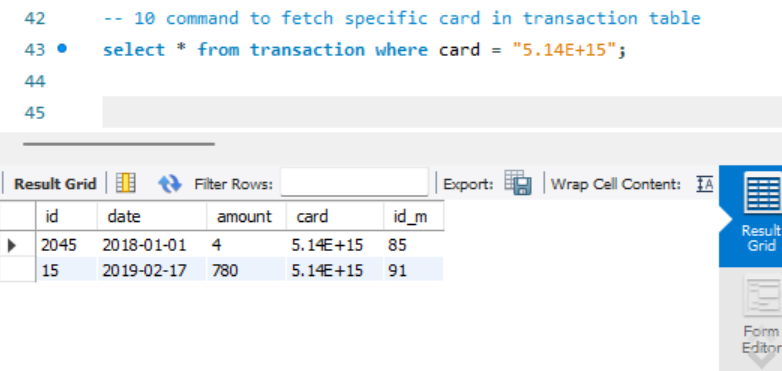 42 -- 10 command to fetch specific card in transaction table
43 select * from transaction where card = "5.14E+15";
44
45
Result Grid Filter Rows: Export: Wrap Cell Content: IA
id date amount card id_m
2045 2018-01-01 4 5.14E+15 85
15 2019-02-17 780 5.14E+15 91
Result
Grid
Form
Editor